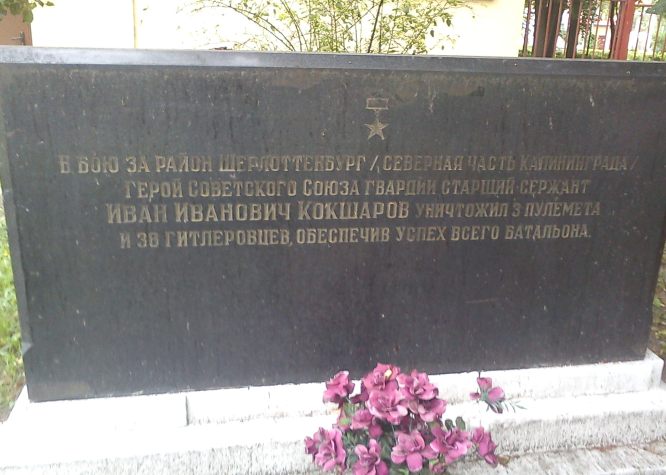 В БОЮ ЗА РАЙОН ШЕРЛОТТЕНБУРГ /СЕВЕРНАЯ ЧАСТЬ КАЛИНИНГРАДА/
ГЕРОЙ СОВЕТСКОГО СОЮЗА ГВАРДИИ СТАРШИЙ СЕРЖАНТ
ИВАН ИВАНОВИЧ КОКШАРОВ УНИЧТОЖИЛ 3 ПУЛЕМЕТА
И 38 ГИТЛЕРОВЦЕВ, ОБЕСПЕЧИВ УСПЕХ ВСЕГО БАТАЛЬОНА.